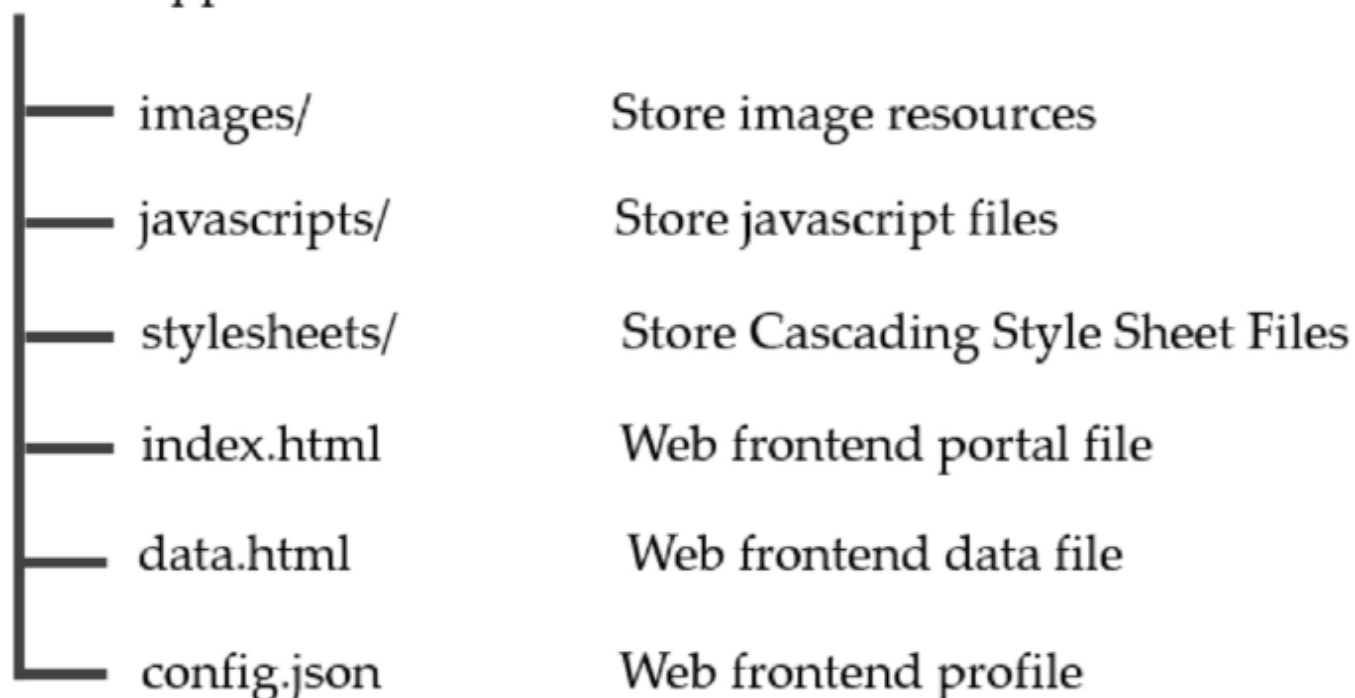 images/ Store image resources
javascripts/ Store javascript files
stylesheets/ Store Cascading Style Sheet Files
index.html Web frontend portal file
data.html Web frontend data file
config.json Web frontend profile